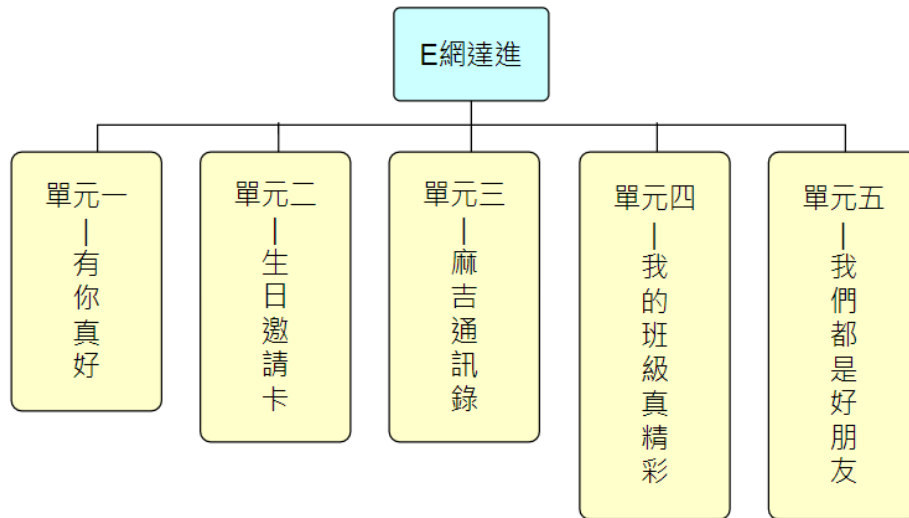 E網達進
單元一
|
有你真好
單元二
|
生日邀請卡
單元三
|
麻吉通訊錄
單元四
|
我的班級真精彩
單元五
|
我們都是好朋友